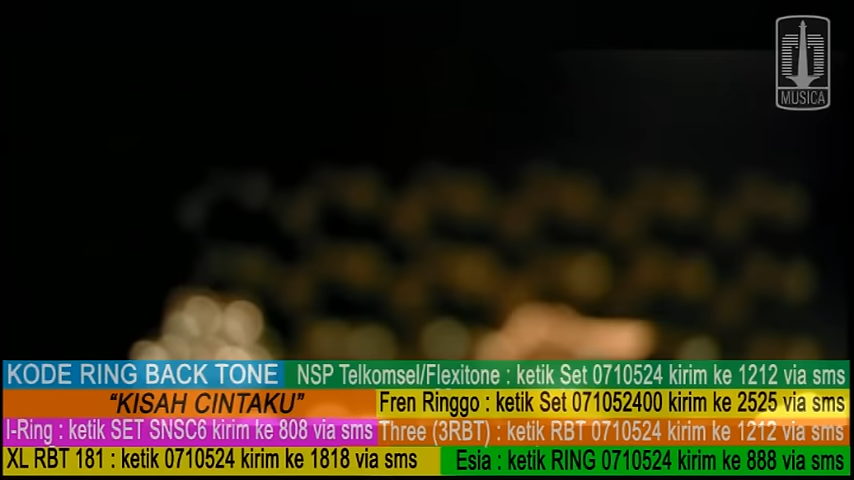 MUSICA
KODE RING BACK TONE
NSP Telkomsel/Flexitone : ketik Set 0710524 kirim ke 1212 via sms
“KISAH CINTAKU”
Fren Ringgo : ketik Set 071052400 kirim ke 2525 via sms
I-Ring : ketik SET SNSC6 kirim ke 808 via sms
Three (3RBT) : ketik RBT 0710524 kirim ke 1212 via sms
XL RBT 181 : ketik 0710524 kirim ke 1818 via sms
Esia : ketik RING 0710524 kirim ke 888 via sms